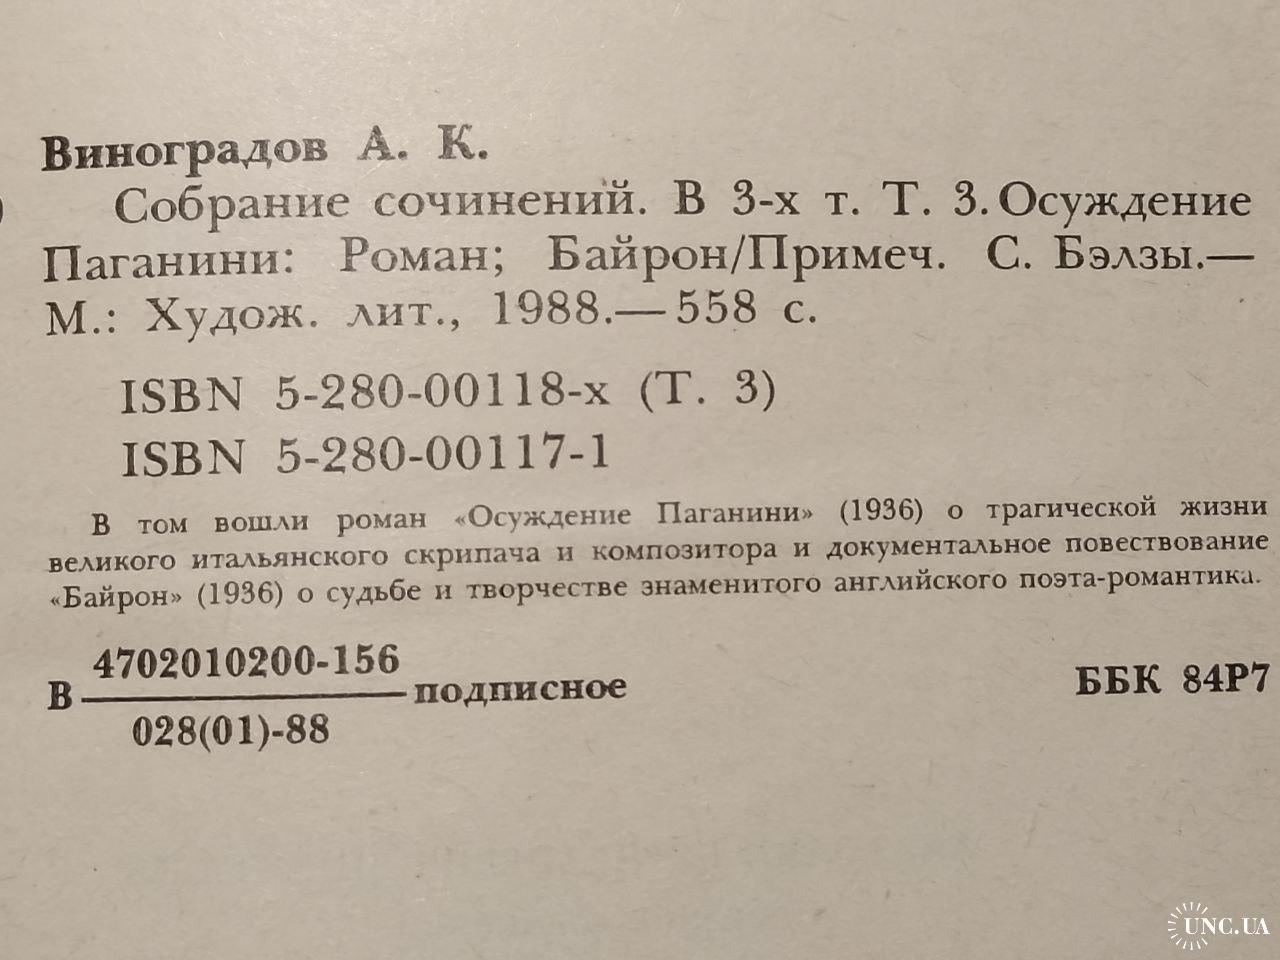 Виноградов А. К.
) Собрание сочинений. В 3-х т. Т. 3. Осуждение
Паганини: Роман; Байрон/Примеч. С. Бэлзы.—
М.: Худож. лит., 1988.—558 с.
ISBN 5-280-00118-х (Т. 3)
ISBN 5-280-00117-1
В том вошли роман «Осуждение Паганини» (1936) о трагической жизни
великого итальянского скрипача и композитора и документальное повествование
«Байрон» (1936) о судьбе и творчестве знаменитого английского поэта-романтика.
4702010200-156
В подписное
028(01)-88
ББК 84Р7
UNC.UA